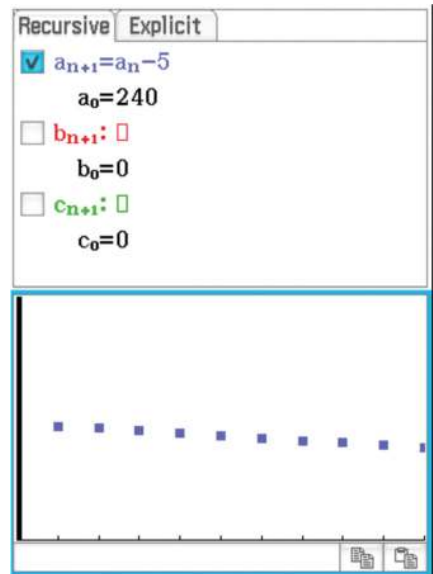 Recursive Explicit
aₙ₊₁=aₙ−5
a₀=240
bₙ₊₁: □
b₀=0
cₙ₊₁: □
c₀=0